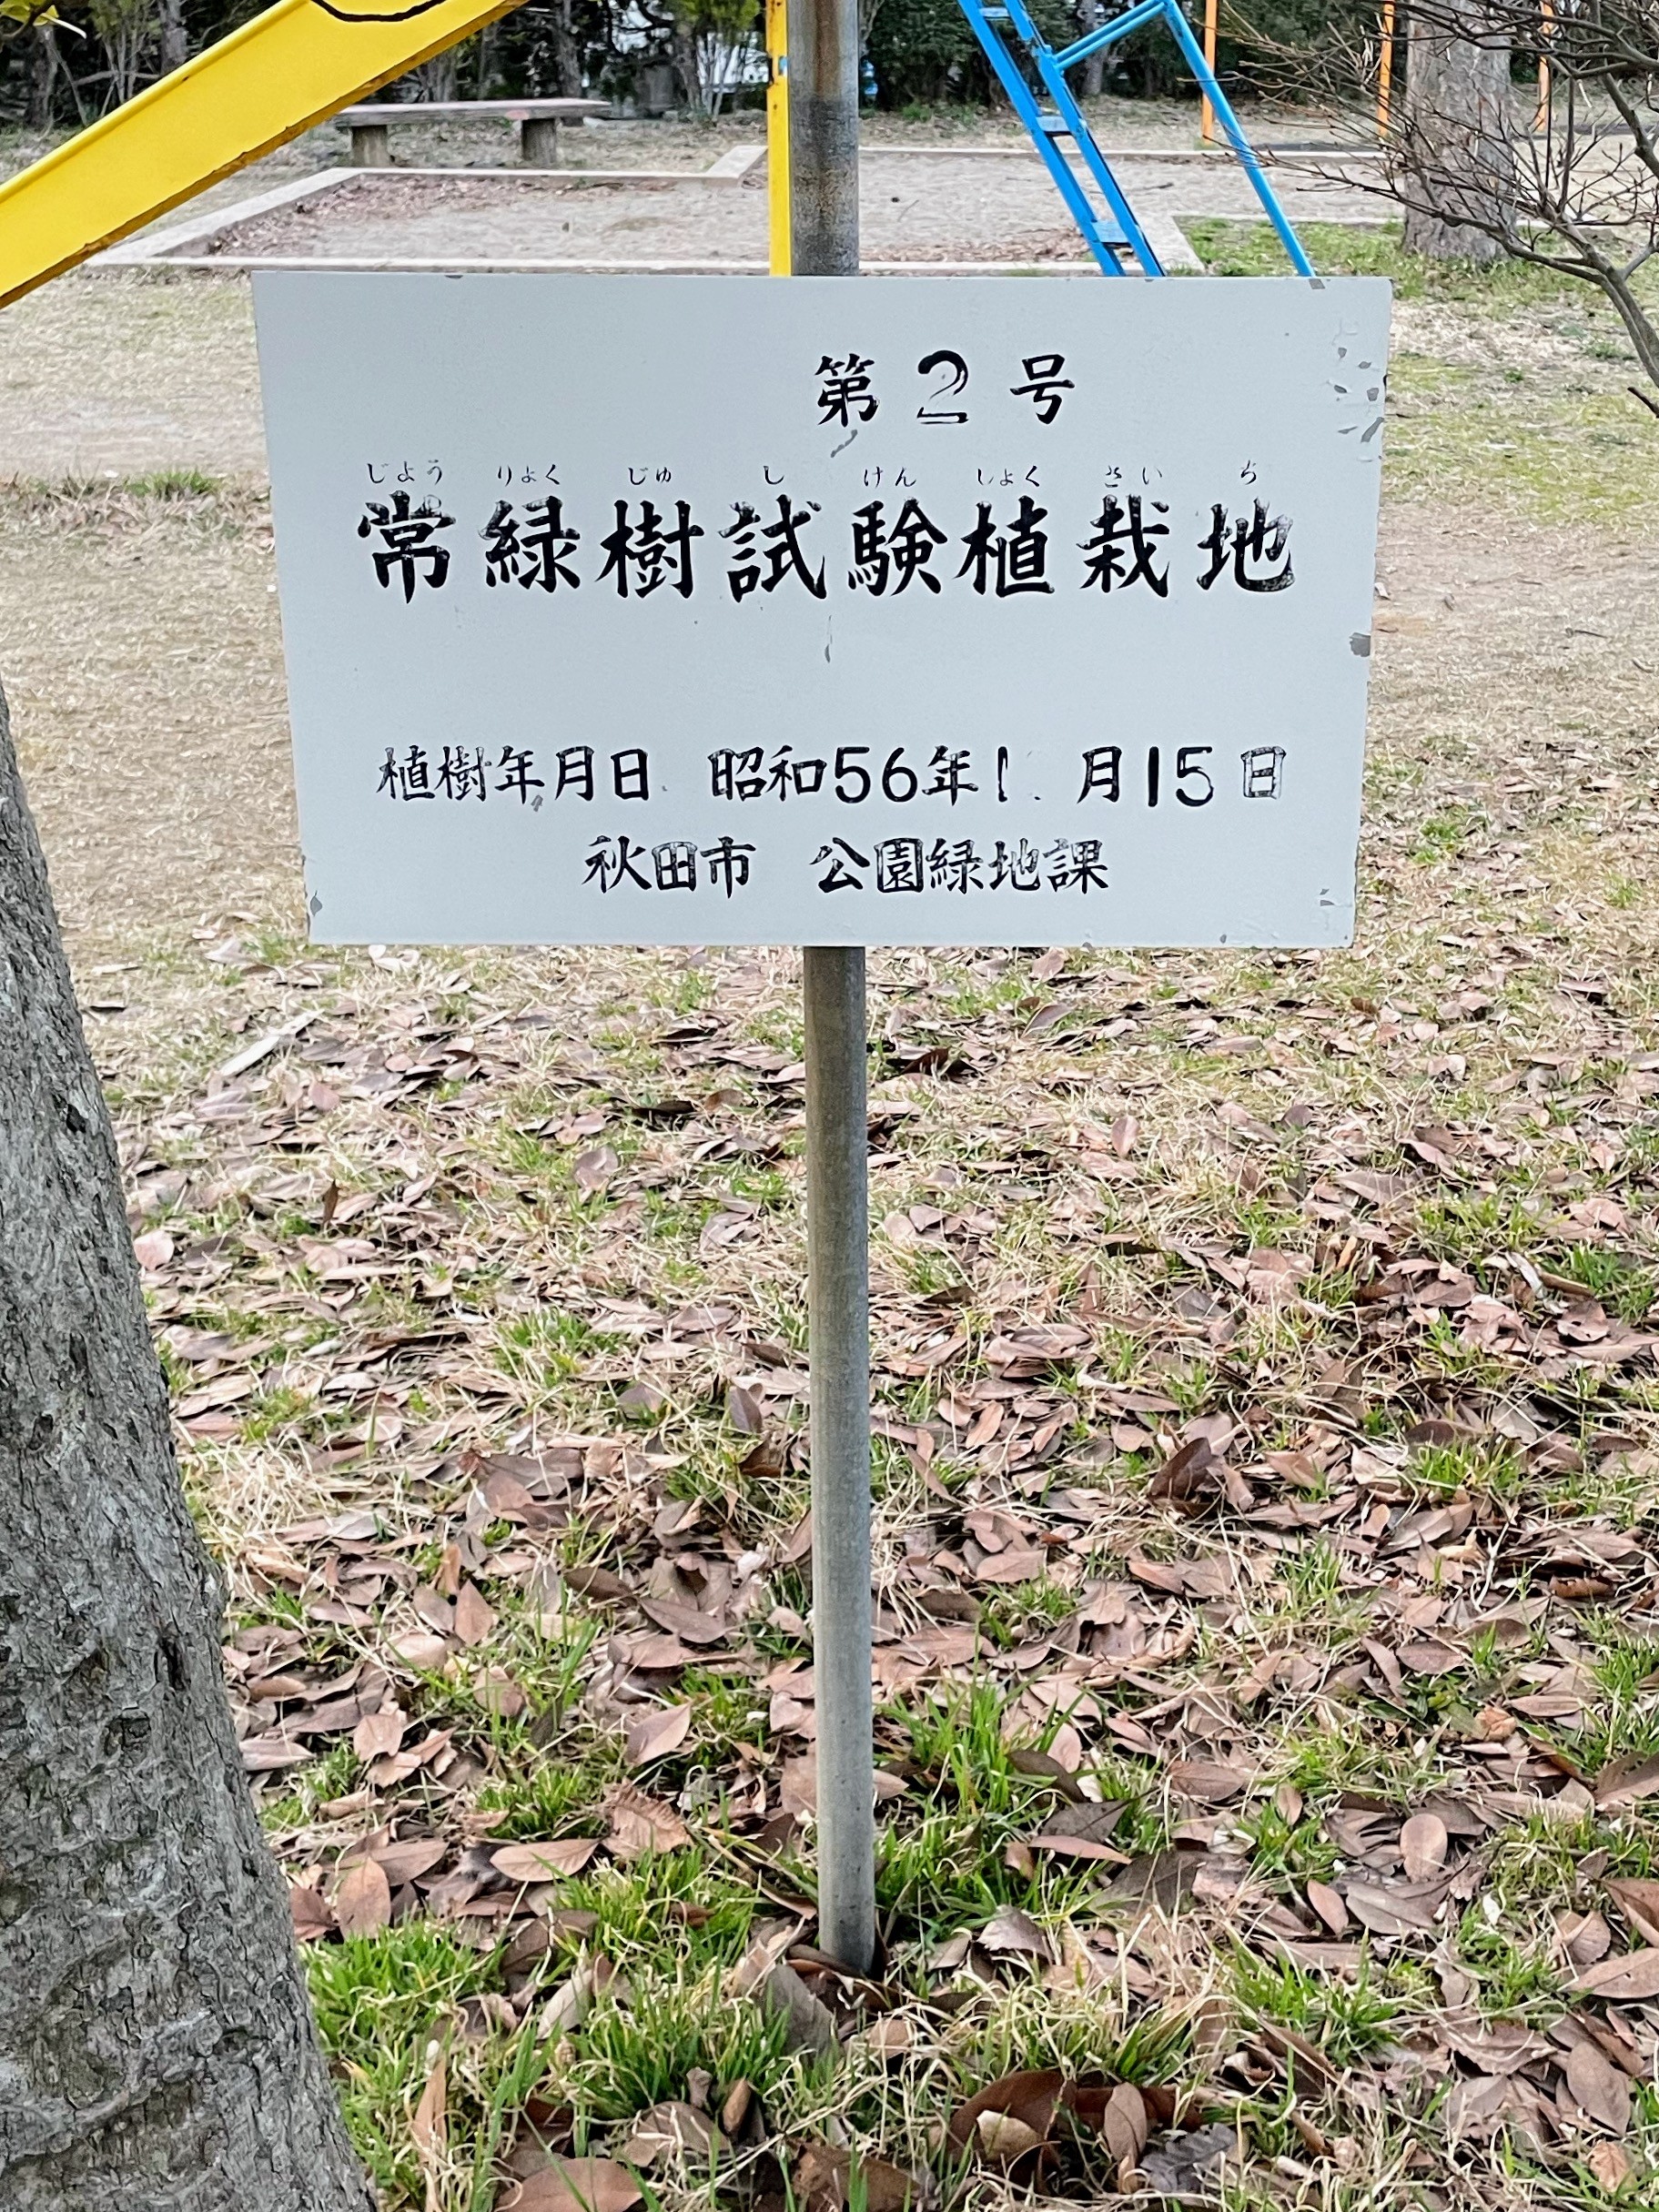 第2号
じょう りょく じゅ し けん しょく さい ち
常緑樹試験植栽地
植樹年月日 昭和56年1 月15日
秋田市 公園緑地課